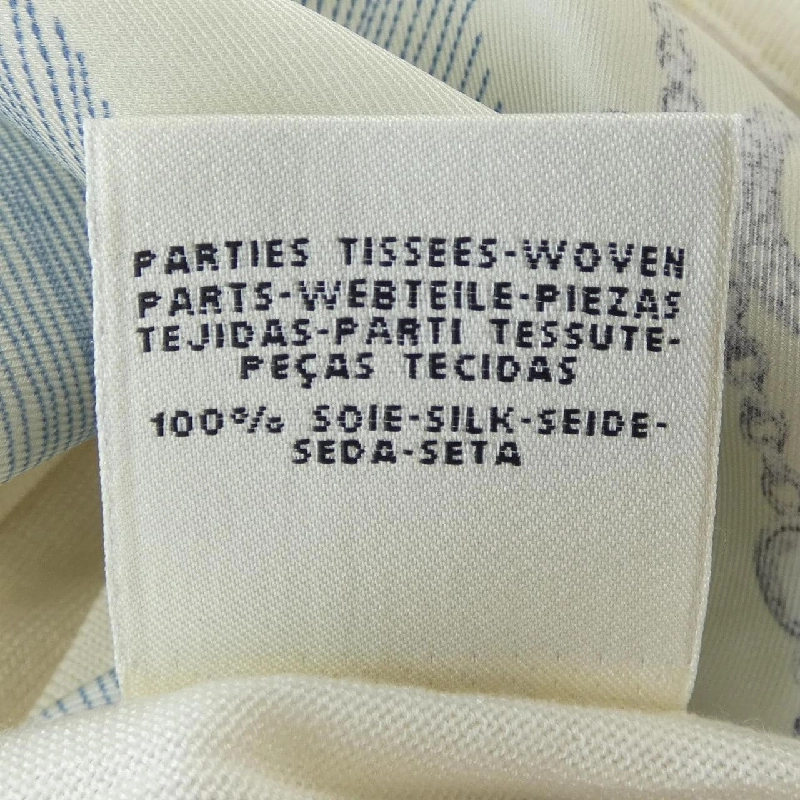 PARTIES TISSEES-WOVEN
PARTS-WEBTEILE-PIEZAS
TEJIDAS-PARTI TESSUTE-
PEÇAS TECIDAS
100% SOIE-SILK-SEIDE-
SEDA-SETA